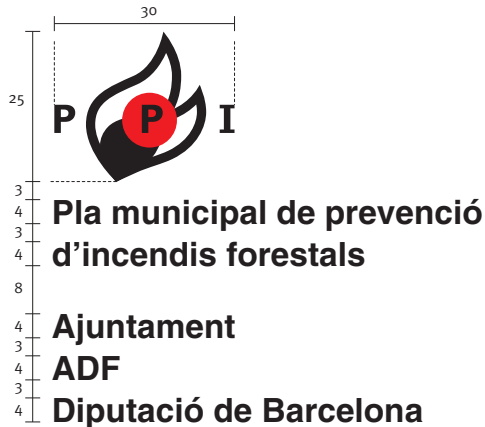 30
25
P P I
3
4 Pla municipal de prevenció
3
4 d’incendis forestals
8
4 Ajuntament
3
4 ADF
3
4 Diputació de Barcelona